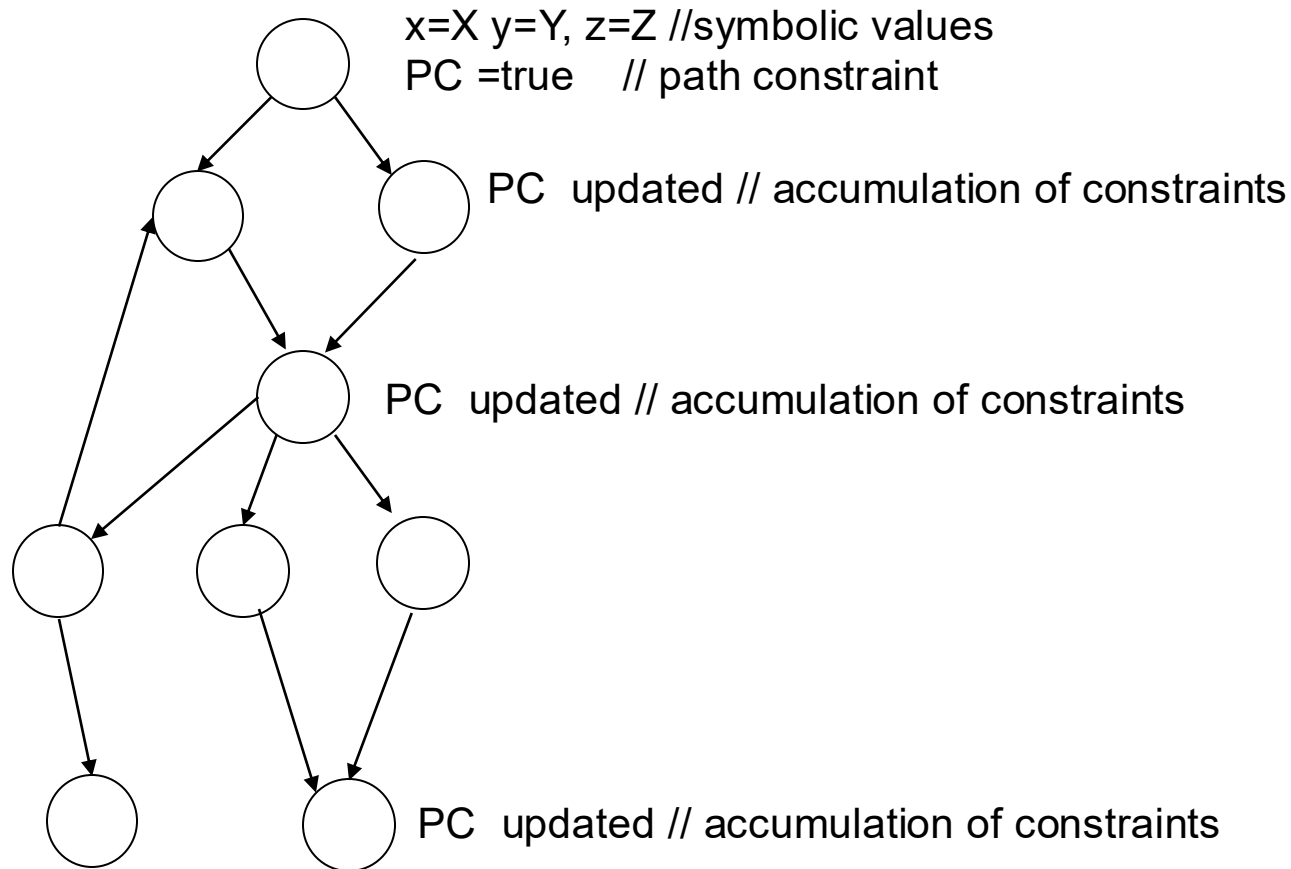 x=X y=Y, z=Z //symbolic values
PC =true // path constraint
PC updated // accumulation of constraints
PC updated // accumulation of constraints
PC updated // accumulation of constraints